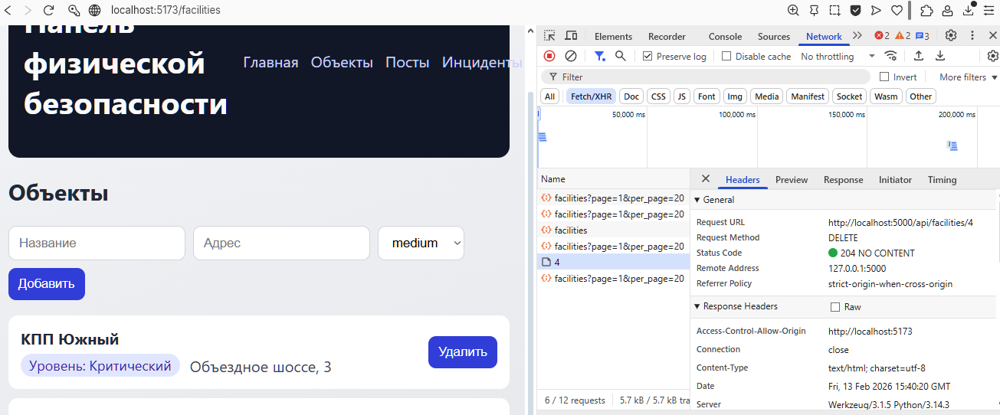 localhost:5173/facilities
Панель
физической
безопасности
Главная Объекты Посты Инциденты
Объекты
Название Адрес medium
Добавить
КПП Южный
Уровень: Критический Объездное шоссе, 3
Удалить
Elements Recorder Console Sources Network 2 2 3
Preserve log Disable cache No throttling
Filter Invert More filters
All Fetch/XHR Doc CSS JS Font Img Media Manifest Socket Wasm Other
50,000 ms 100,000 ms 150,000 ms 200,000 ms
Name
facilities?page=1&per_page=20
facilities?page=1&per_page=20
facilities
facilities?page=1&per_page=20
4
facilities?page=1&per_page=20
6 / 12 requests 5.7 kB / 5.7 kB tra
Headers Preview Response Initiator Timing
General
Request URL http://localhost:5000/api/facilities/4
Request Method DELETE
Status Code 204 NO CONTENT
Remote Address 127.0.0.1:5000
Referrer Policy strict-origin-when-cross-origin
Response Headers Raw
Access-Control-Allow-Origin http://localhost:5173
Connection close
Content-Type text/html; charset=utf-8
Date Fri, 13 Feb 2026 15:40:20 GMT
Server Werkzeug/3.1.5 Python/3.14.3